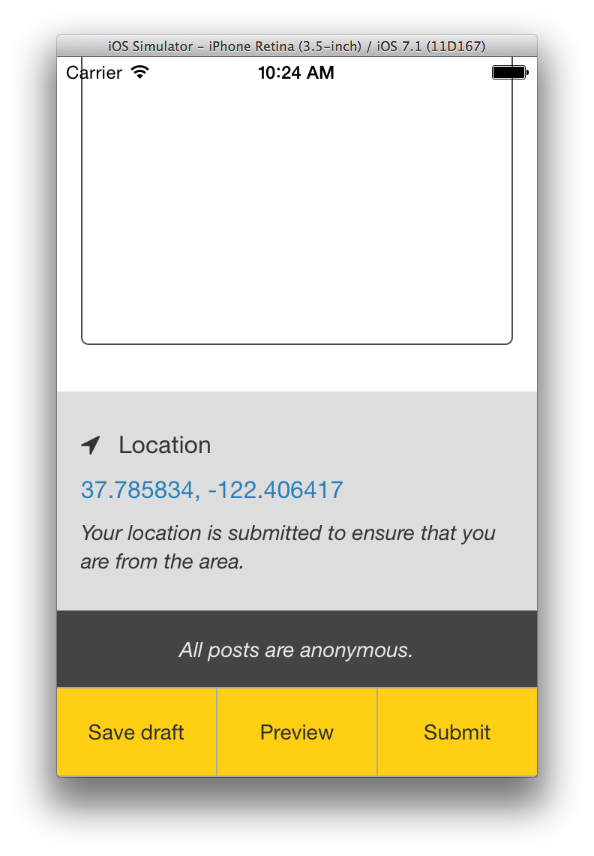 iOS Simulator - iPhone Retina (3.5-inch) / iOS 7.1 (11D167)
Carrier 10:24 AM
Location
37.785834, -122.406417
Your location is submitted to ensure that you
are from the area.
All posts are anonymous.
Save draft Preview Submit